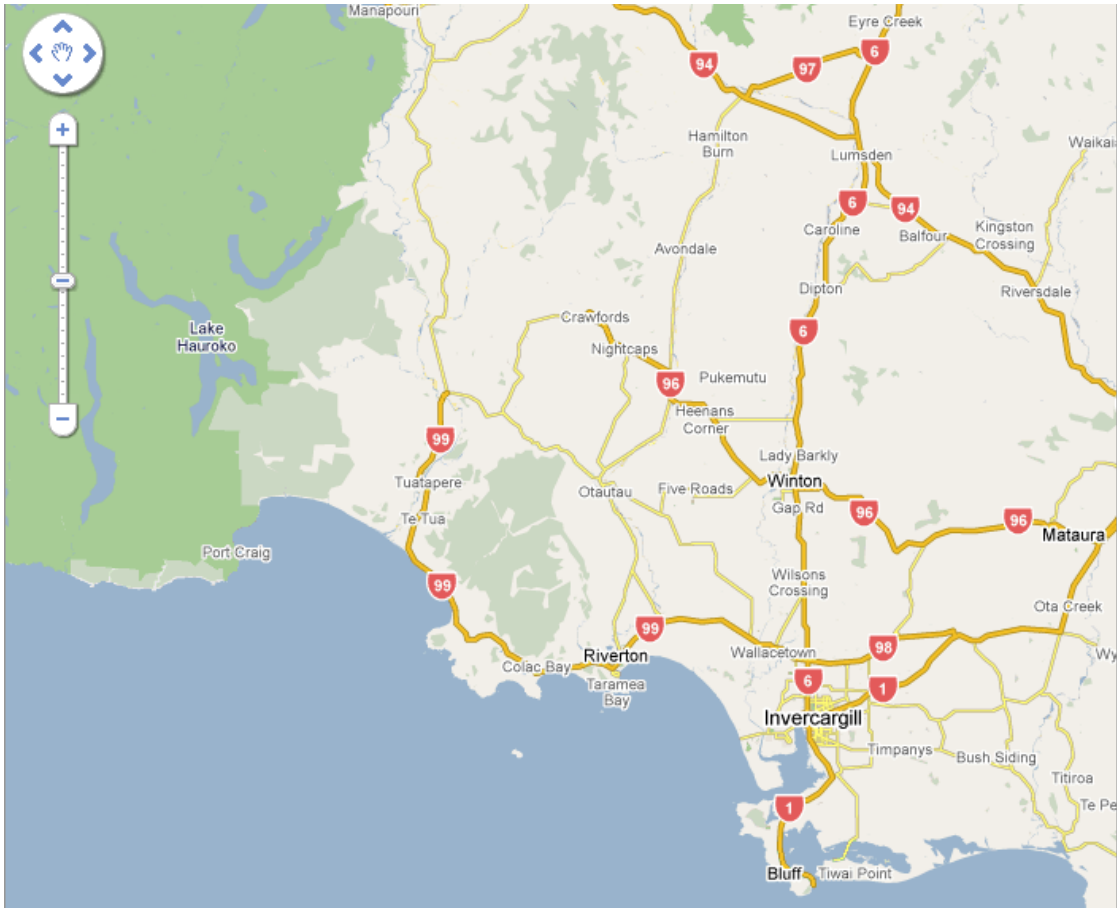 Manapouri
Eyre Creek
6
94
97
Hamilton
Burn
Lumsden
6
94
Kingston
Crossing
Caroline
Balfour
Avondale
Dipton
Riversdale
Lake
Hauroko
Crawfords
6
Nightcaps
96
Pukemutu
Heenans
Corner
99
Lady Barkly
Tuatapere
Otautau
Five Roads
Winton
Gap Rd
96
96
Te Tua
Mataura
Port Craig
99
Wilsons
Crossing
Ota Creek
99
Riverton
Wallacetown
98
Colac Bay
Taramea
Bay
6
1
Invercargill
Timpanys
Bush Siding
Titiroa
1
Bluff
Tiwai Point